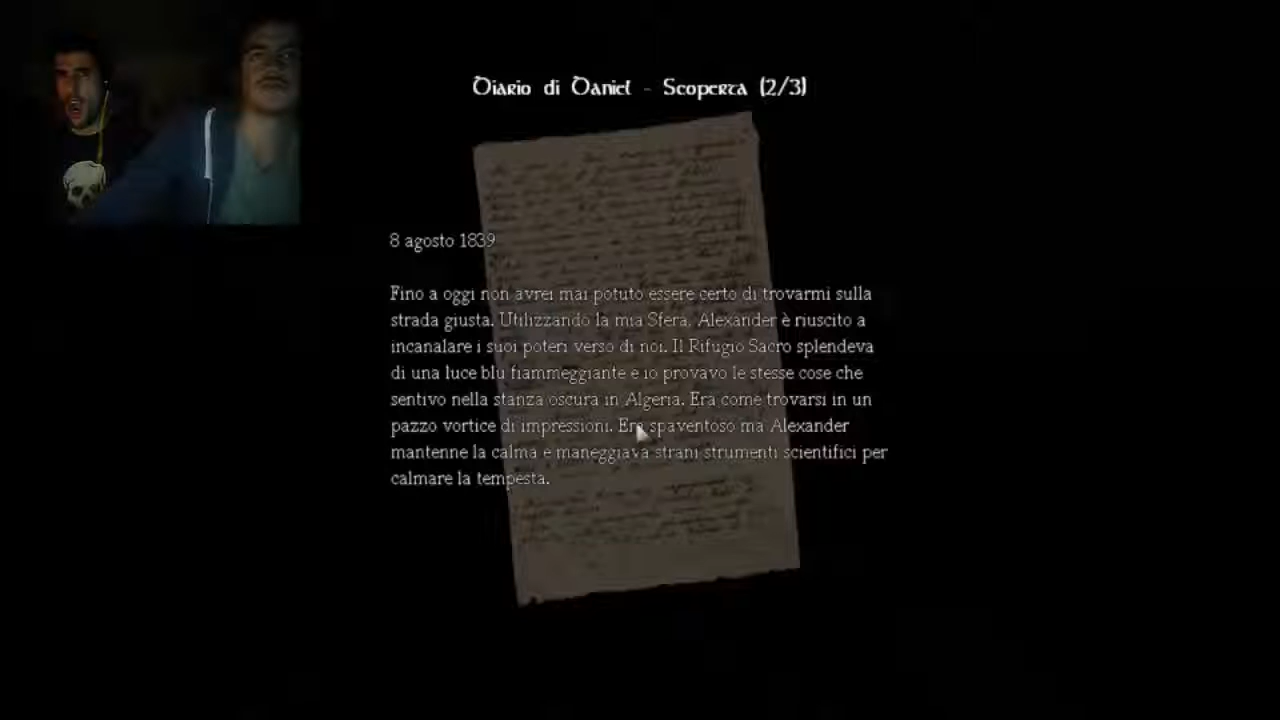 Diario di Daniel - Scoperta (2/3)
8 agosto 1839
Fino a oggi non avrei mai potuto essere certo di trovarmi sulla
strada giusta. Utilizzando la mia Sfera, Alexander è riuscito a
incanalare i suoi poteri verso di noi. Il Rifugio Sacro splendeva
di una luce blu fiammeggiante e io provavo le stesse cose che
sentivo nella stanza oscura in Algeria. Era come trovarsi in un
pazzo vortice di impressioni. Era spaventoso ma Alexander
mantenne la calma e maneggiava strani strumenti scientifici per
calmare la tempesta.